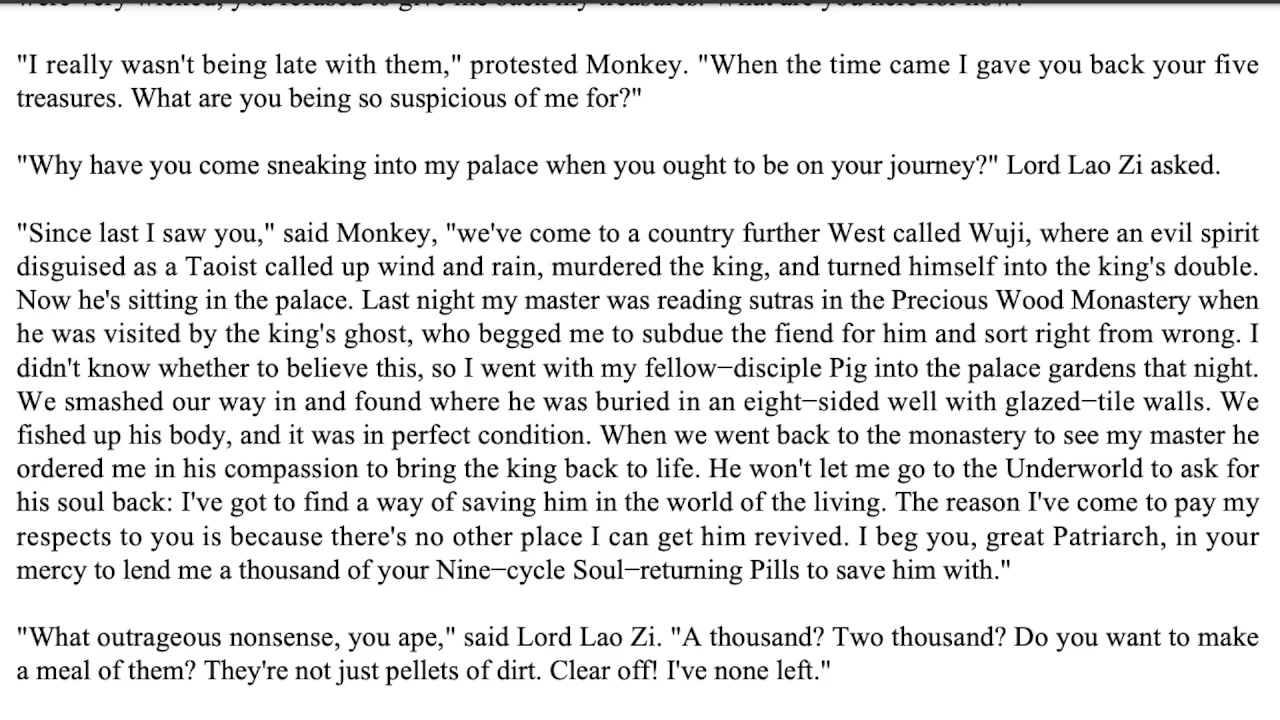 "I really wasn't being late with them," protested Monkey. "When the time came I gave you back your five
treasures. What are you being so suspicious of me for?"
"Why have you come sneaking into my palace when you ought to be on your journey?" Lord Lao Zi asked.
"Since last I saw you," said Monkey, "we've come to a country further West called Wuji, where an evil spirit
disguised as a Taoist called up wind and rain, murdered the king, and turned himself into the king's double.
Now he's sitting in the palace. Last night my master was reading sutras in the Precious Wood Monastery when
he was visited by the king's ghost, who begged me to subdue the fiend for him and sort right from wrong. I
didn't know whether to believe this, so I went with my fellow−disciple Pig into the palace gardens that night.
We smashed our way in and found where he was buried in an eight−sided well with glazed−tile walls. We
fished up his body, and it was in perfect condition. When we went back to the monastery to see my master he
ordered me in his compassion to bring the king back to life. He won't let me go to the Underworld to ask for
his soul back: I've got to find a way of saving him in the world of the living. The reason I've come to pay my
respects to you is because there's no other place I can get him revived. I beg you, great Patriarch, in your
mercy to lend me a thousand of your Nine−cycle Soul−returning Pills to save him with."
"What outrageous nonsense, you ape," said Lord Lao Zi. "A thousand? Two thousand? Do you want to make
a meal of them? They're not just pellets of dirt. Clear off! I've none left."